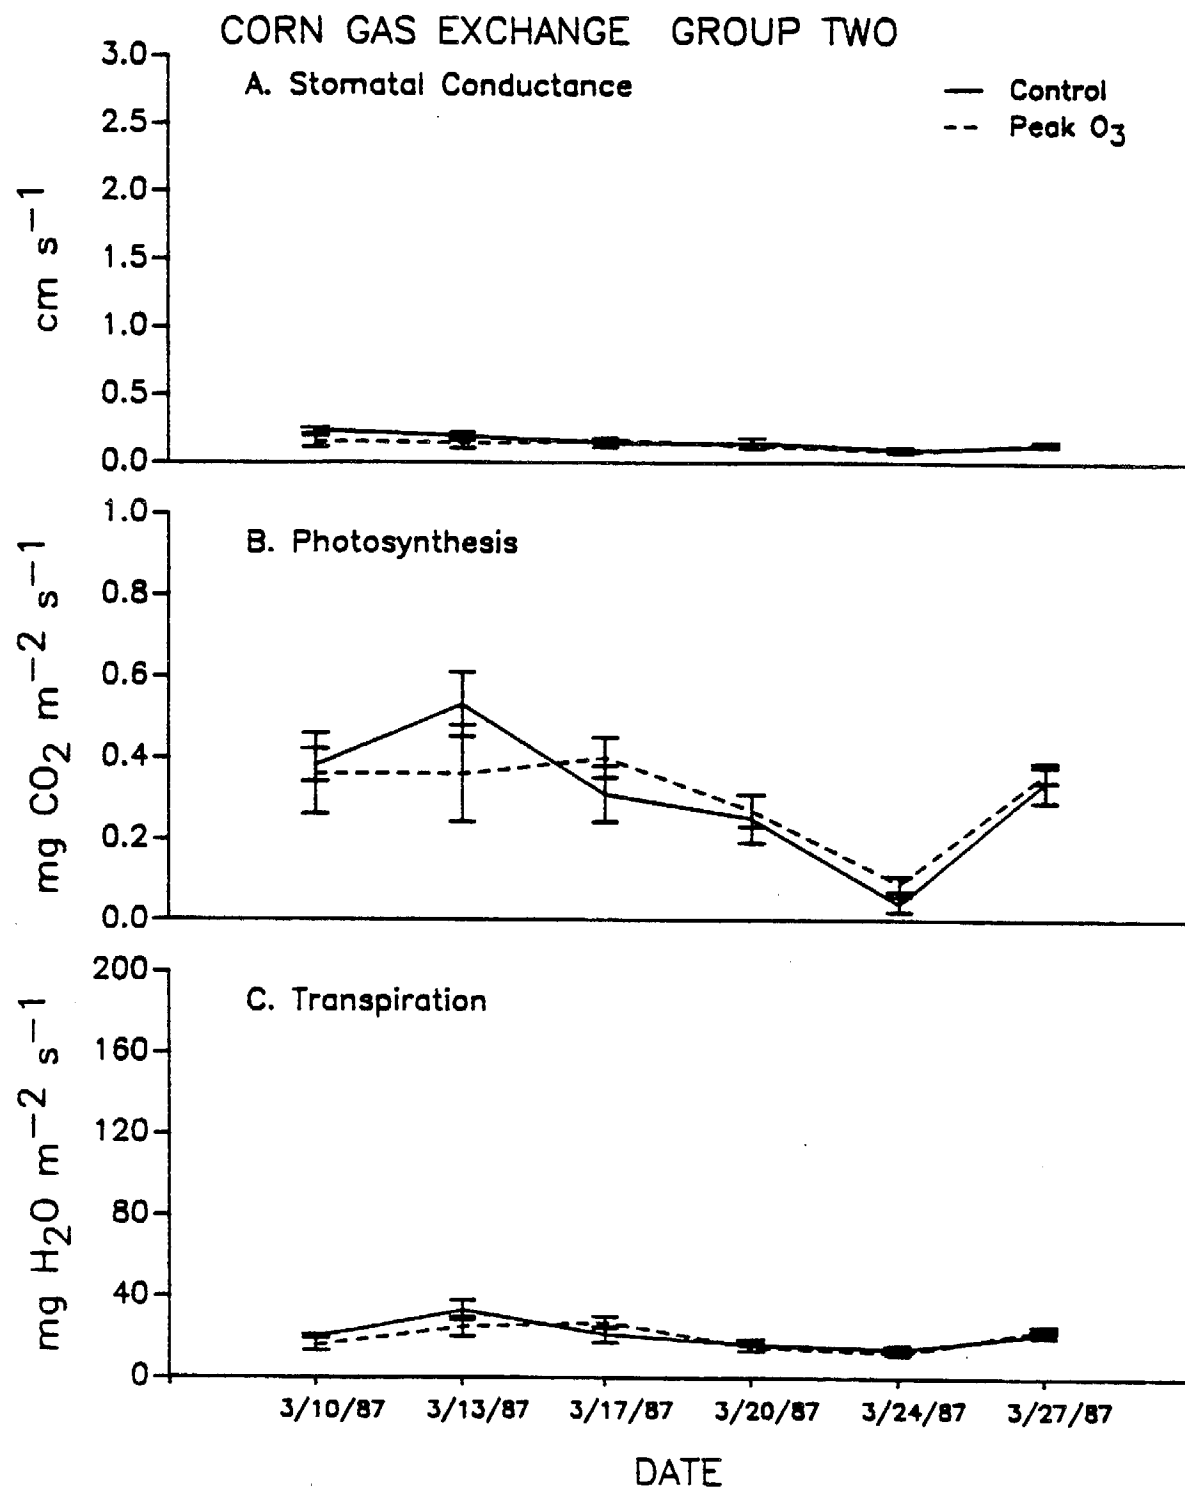 CORN GAS EXCHANGE GROUP TWO
A. Stomatal Conductance
Control
Peak O3
cm s−1
3.0
2.5
2.0
1.5
1.0
0.5
0.0
B. Photosynthesis
mg CO2 m−2 s−1
1.0
0.8
0.6
0.4
0.2
0.0
C. Transpiration
mg H2O m−2 s−1
200
160
120
80
40
0
3/10/87 3/13/87 3/17/87 3/20/87 3/24/87 3/27/87
DATE